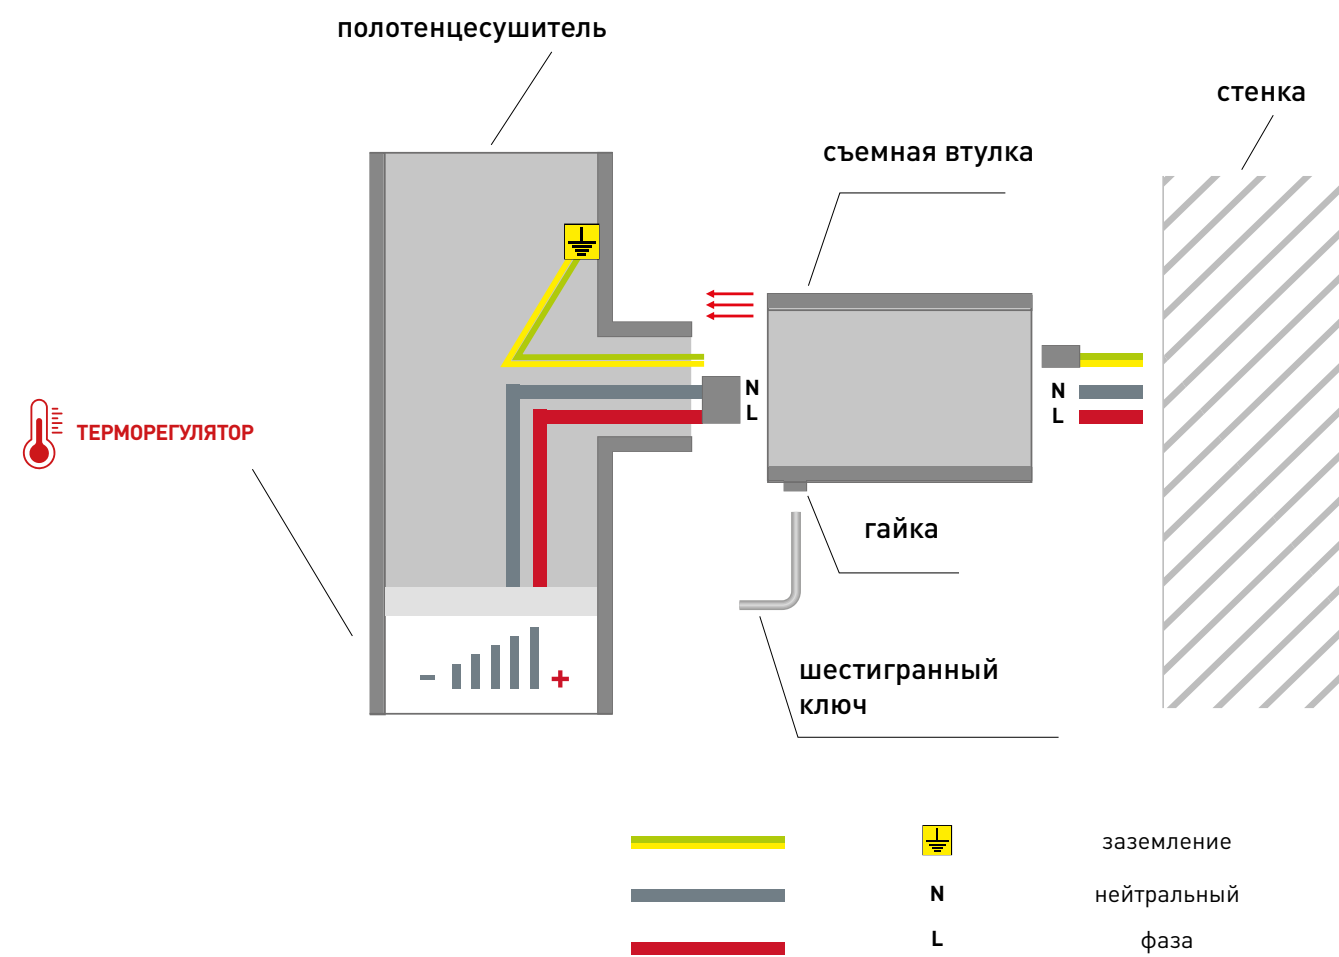 полотенцесушитель
стенка
съемная втулка
N
L
N
L
ТЕРМОРЕГУЛЯТОР
гайка
шестигранный
ключ
− +
заземление
N нейтральный
L фаза